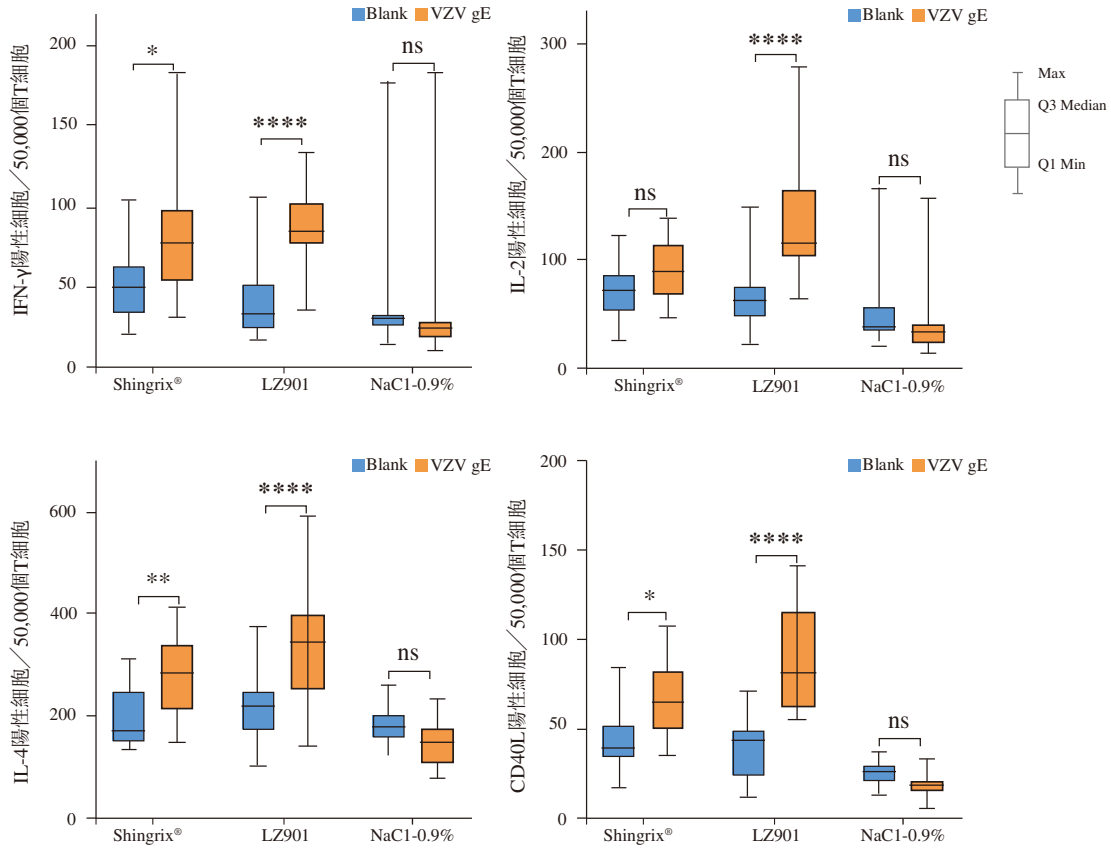 Blank VZV gE
IFN-γ陽性細胞／50,000個T細胞
200
150
100
50
0
*
****
ns
Shingrix®
LZ901
NaC1-0.9%
Blank VZV gE
IL-2陽性細胞／50,000個T細胞
300
200
100
0
ns
****
ns
Shingrix®
LZ901
NaC1-0.9%
Max
Q3 Median
Q1 Min
Blank VZV gE
IL-4陽性細胞／50,000個T細胞
600
600
400
200
0
**
****
ns
Shingrix®
LZ901
NaC1-0.9%
Blank VZV gE
CD40L陽性細胞／50,000個T細胞
200
150
100
50
0
*
****
ns
Shingrix®
LZ901
NaC1-0.9%